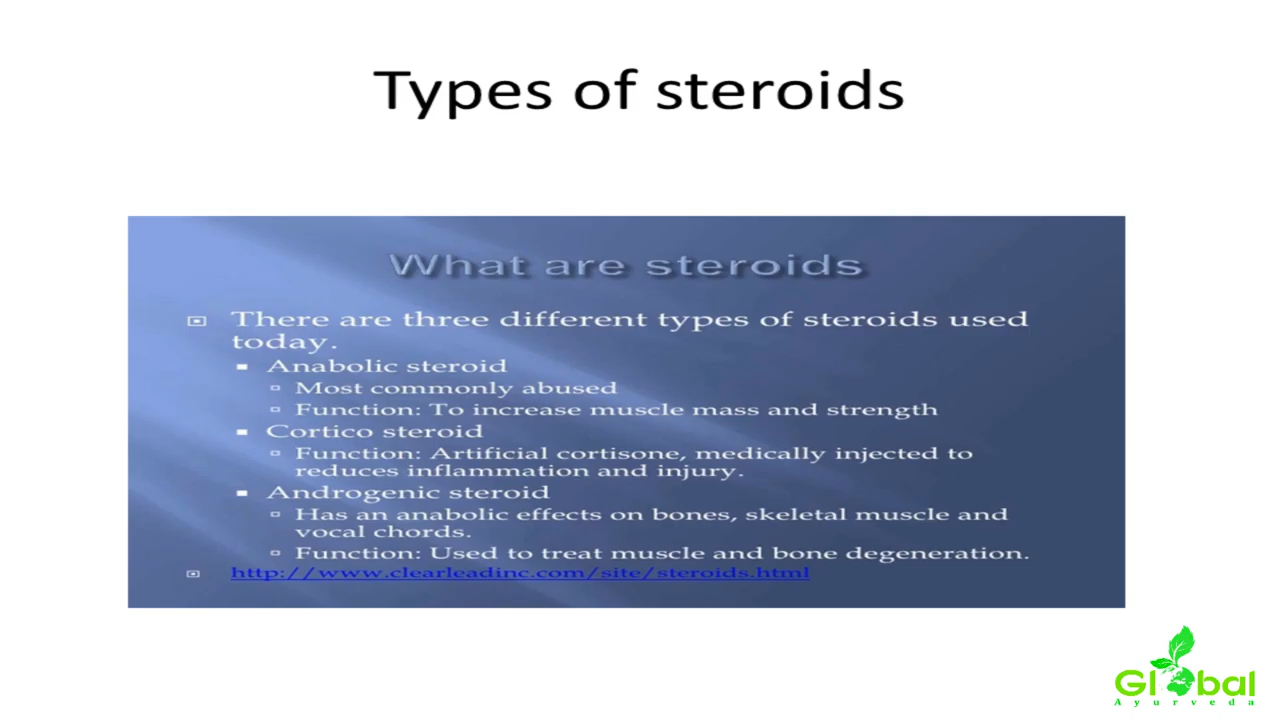 Types of steroids
What are steroids
There are three different types of steroids used
today.
Anabolic steroid
Most commonly abused
Function: To increase muscle mass and strength
Cortico steroid
Function: Artificial cortisone, medically injected to
reduces inflammation and injury.
Androgenic steroid
Has an anabolic effects on bones, skeletal muscle and
vocal chords.
Function: Used to treat muscle and bone degeneration.
http://www.clearleadinc.com/site/steroids.html
Global
Ayurveda